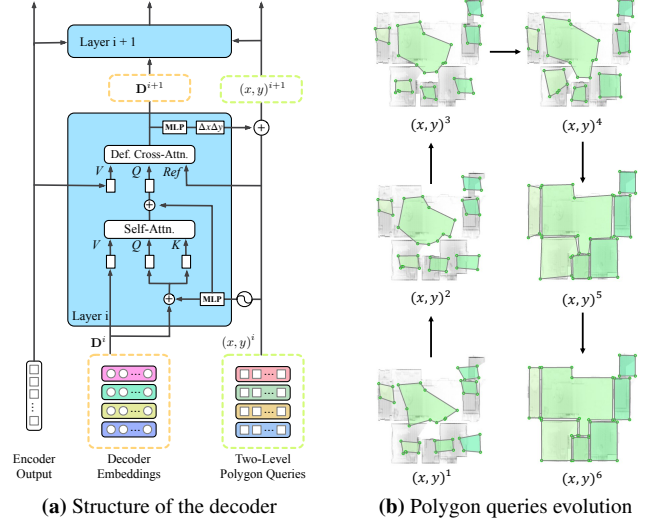 Layer i + 1
D^{i+1}
(x, y)^{i+1}
MLP
ΔxΔy
+
Def. Cross-Attn.
V
Q
Ref
+
Self-Attn.
V
Q
K
+
MLP
Layer i
D^i
(x, y)^i
Encoder
Output
Decoder
Embeddings
Two-Level
Polygon Queries
(a) Structure of the decoder
(x, y)^3
(x, y)^4
(x, y)^2
(x, y)^5
(x, y)^1
(x, y)^6
(b) Polygon queries evolution